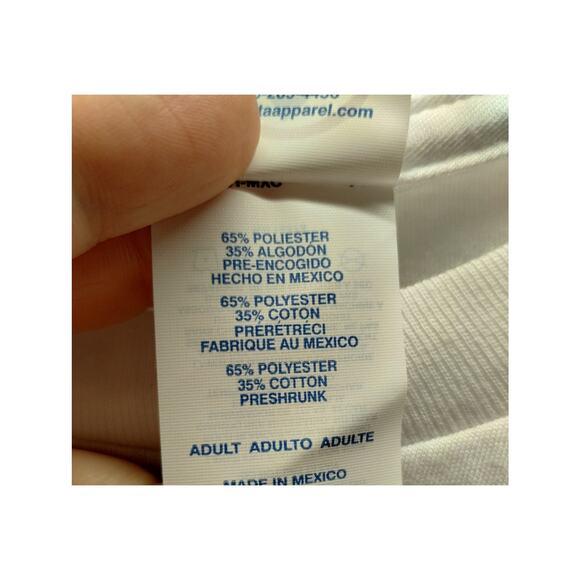 taapparel.com
65% POLIESTER
35% ALGODÓN
PRE-ENCOGIDO
HECHO EN MEXICO
65% POLYESTER
35% COTON
PRÉRÉTRÉCI
FABRIQUE AU MEXICO
65% POLYESTER
35% COTTON
PRESHRUNK
ADULT ADULTO ADULTE
MADE IN MEXICO